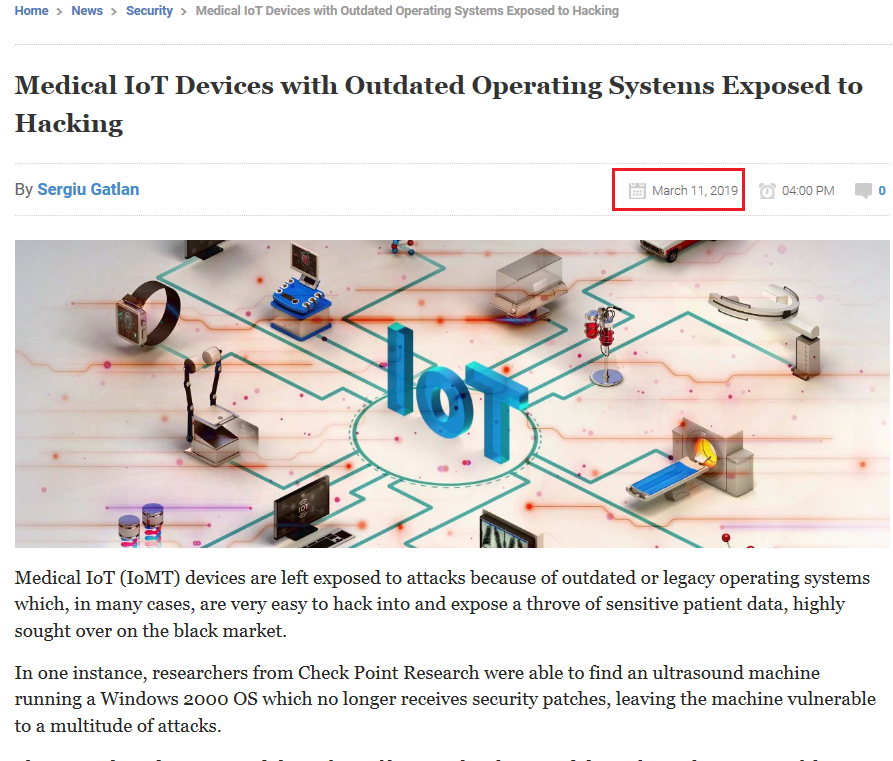 Home > News > Security > Medical IoT Devices with Outdated Operating Systems Exposed to Hacking
Medical IoT Devices with Outdated Operating Systems Exposed to
Hacking
By Sergiu Gatlan
March 11, 2019 04:00 PM 0
IoT
IOT
Medical IoT (IoMT) devices are left exposed to attacks because of outdated or legacy operating systems
which, in many cases, are very easy to hack into and expose a throve of sensitive patient data, highly
sought over on the black market.
In one instance, researchers from Check Point Research were able to find an ultrasound machine
running a Windows 2000 OS which no longer receives security patches, leaving the machine vulnerable
to a multitude of attacks.